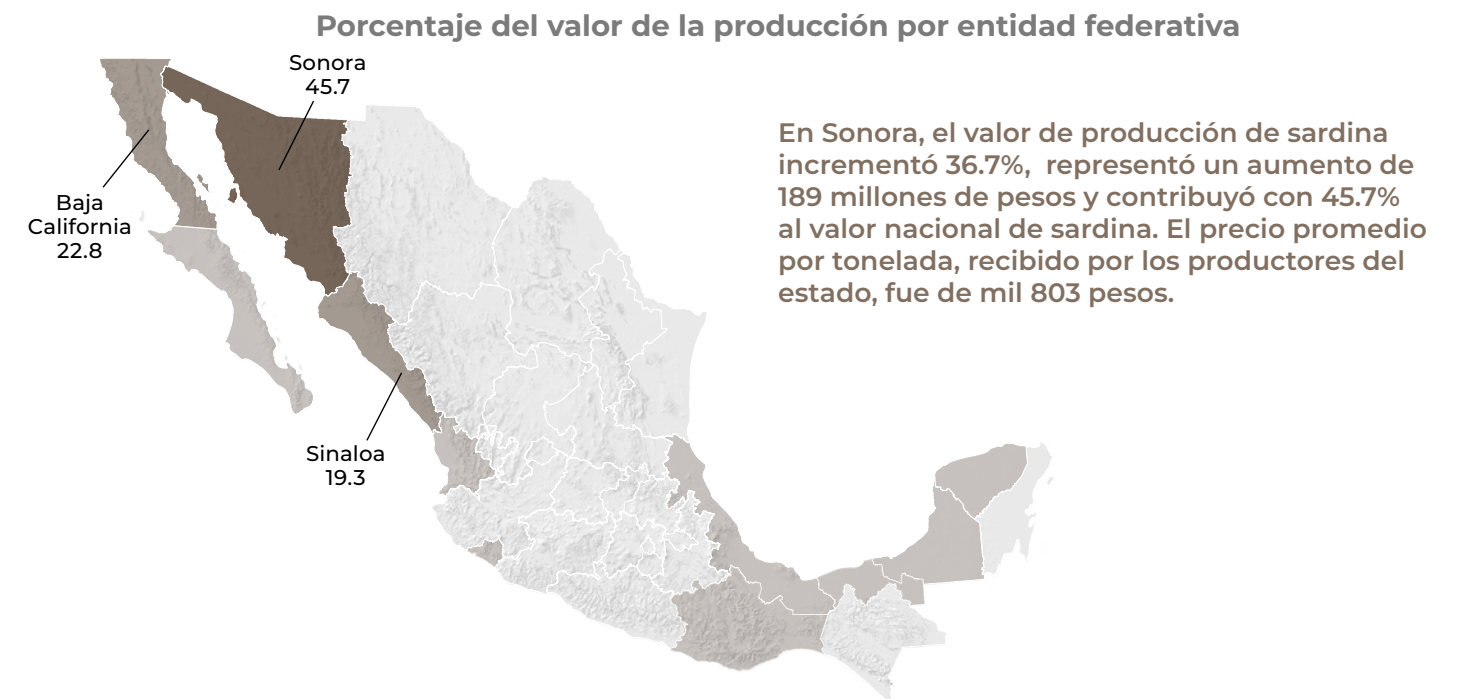 Porcentaje del valor de la producción por entidad federativa
Sonora
45.7
En Sonora, el valor de producción de sardina
incrementó 36.7%, representó un aumento de
189 millones de pesos y contribuyó con 45.7%
al valor nacional de sardina. El precio promedio
por tonelada, recibido por los productores del
estado, fue de mil 803 pesos.
Baja
California
22.8
Sinaloa
19.3